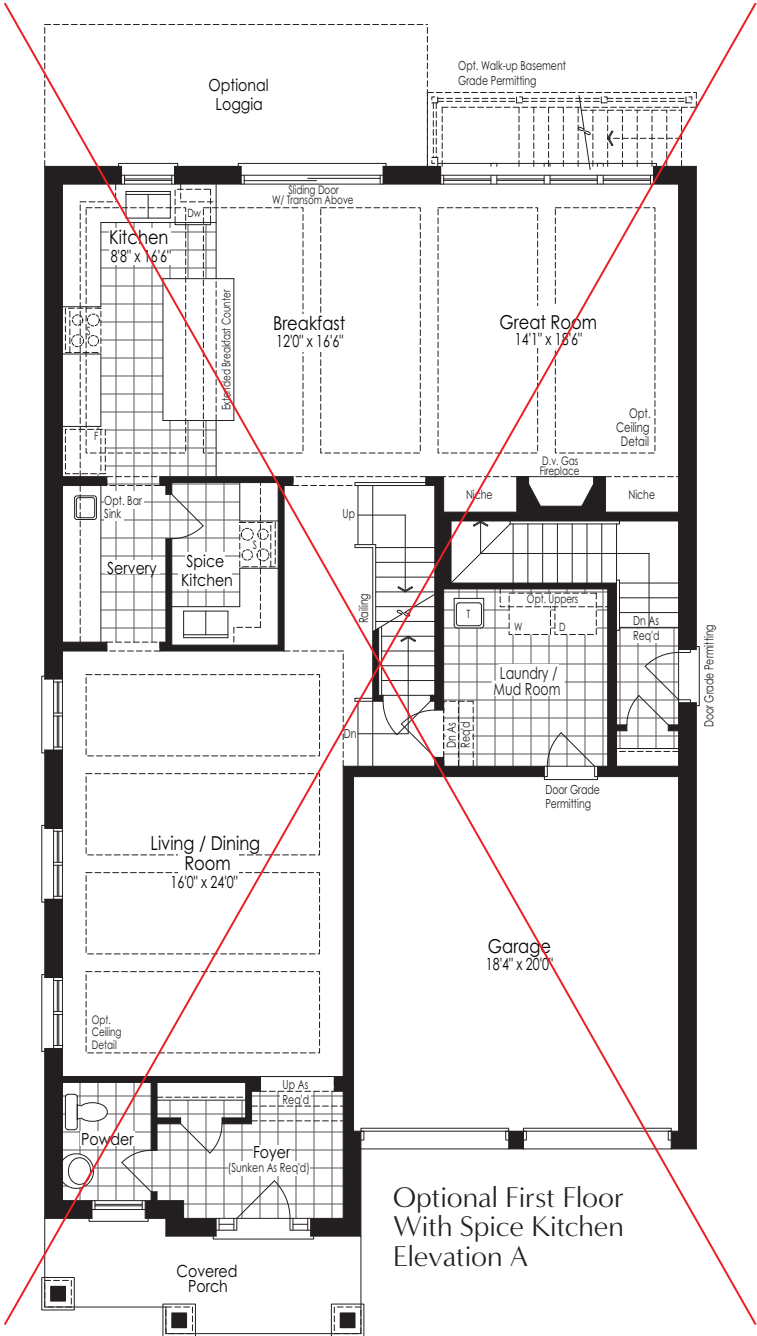 Optional
Loggia
Opt. Walk-up Basement
Grade Permitting
Sliding Door
W/ Transom Above
Dw
Kitchen
8'8" x 16'6"
Extended Breakfast Counter
Breakfast
12'0" x 16'6"
Great Room
14'1" x 18'6"
Opt.
Ceiling
Detail
F
D.v. Gas
Fireplace
Niche
Niche
Opt. Bar
Sink
Servery
Spice
Kitchen
S
Up
Railing
Opt. Uppers
T
W
D
Dn As
Req'd
Laundry /
Mud Room
Door Grade Permitting
Dn
Dn As
Req'd
Door Grade
Permitting
Living / Dining
Room
16'0" x 24'0"
Garage
18'4" x 20'0"
Opt.
Ceiling
Detail
Up As
Req'd
Powder
Foyer
(Sunken As Req'd)
Optional First Floor
With Spice Kitchen
Elevation A
Covered
Porch